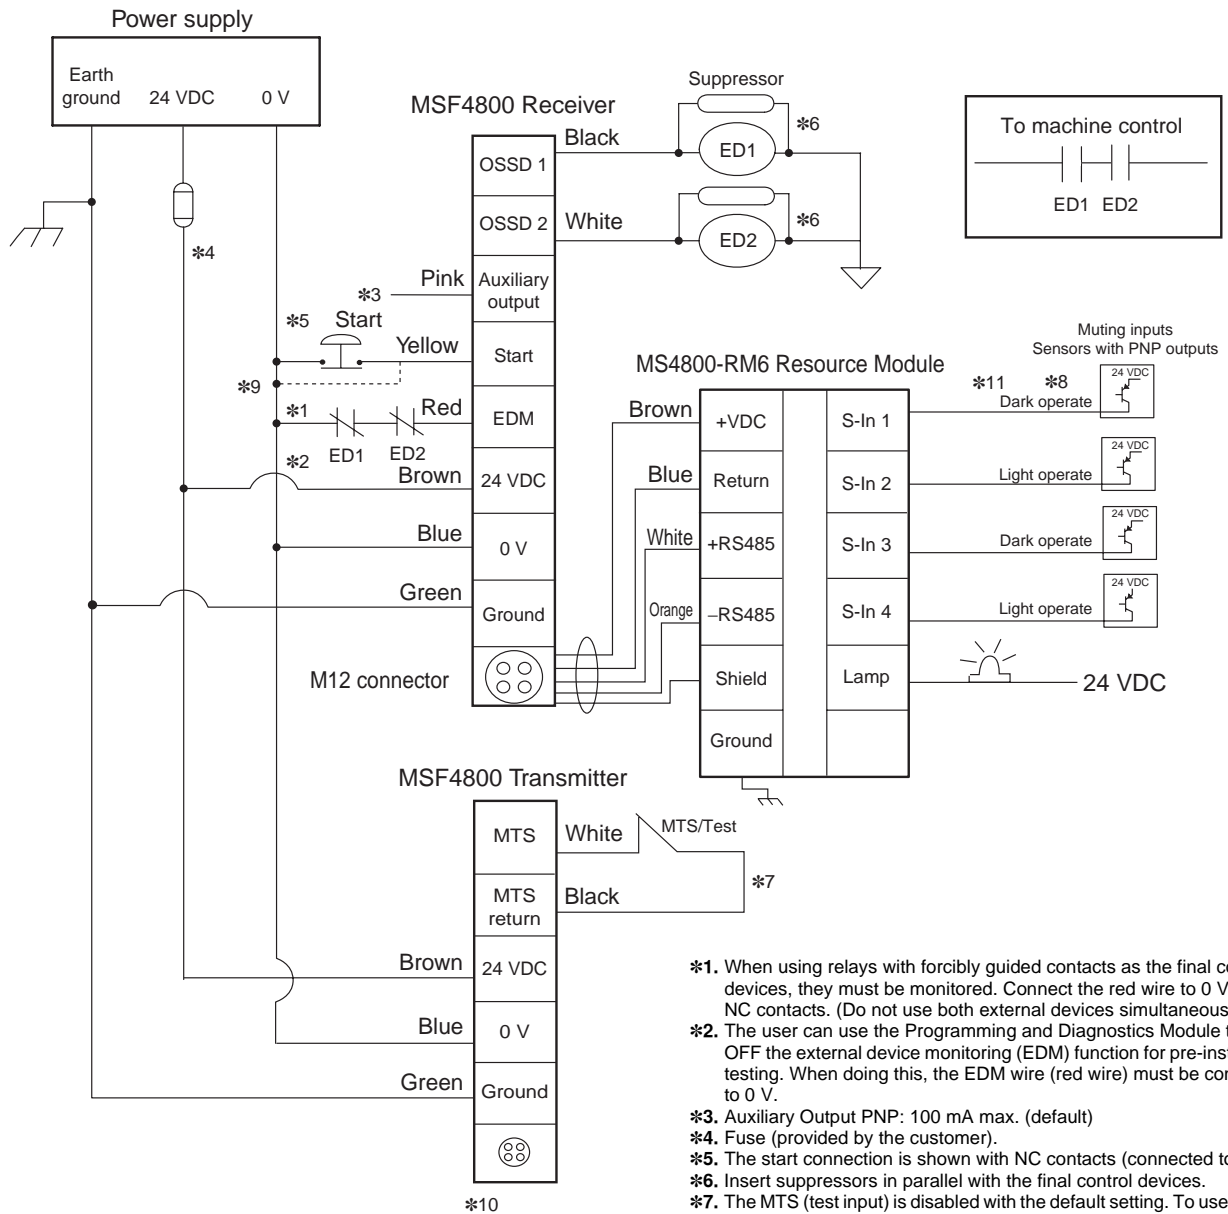 Power supply
Earth ground
24 VDC
0 V
MSF4800 Receiver
OSSD 1
Black
OSSD 2
White
Suppressor
✽6
ED1
✽6
ED2
To machine control
ED1 ED2
✽4
✽3
Pink
Auxiliary output
✽5
Start
Yellow
Start
✽9
✽1
Red
EDM
✽2
ED1
ED2
Brown
24 VDC
Blue
0 V
Green
Ground
M12 connector
MS4800-RM6 Resource Module
Brown
+VDC
S-In 1
Blue
Return
S-In 2
White
+RS485
S-In 3
Orange
–RS485
S-In 4
Shield
Lamp
Ground
Muting inputs
Sensors with PNP outputs
✽11
✽8
24 VDC
Dark operate
24 VDC
Light operate
24 VDC
Dark operate
24 VDC
Light operate
24 VDC
MSF4800 Transmitter
MTS
White
MTS/Test
✽7
MTS return
Black
Brown
24 VDC
Blue
0 V
Green
Ground
✽10
✽1. When using relays with forcibly guided contacts as the final
devices, they must be monitored. Connect the red wire to 0 V
NC contacts. (Do not use both external devices
✽2. The user can use the Programming and Diagnostics Module
OFF the external device monitoring (EDM) function for
testing. When doing this, the EDM wire (red wire) must be
to 0 V.
✽3. Auxiliary Output PNP: 100 mA max. (default)
✽4. Fuse (provided by the customer).
✽5. The start connection is shown with NC contacts (connected
✽6. Insert suppressors in parallel with the final control devices.
✽7. The MTS (test input) is disabled with the default setting. To use